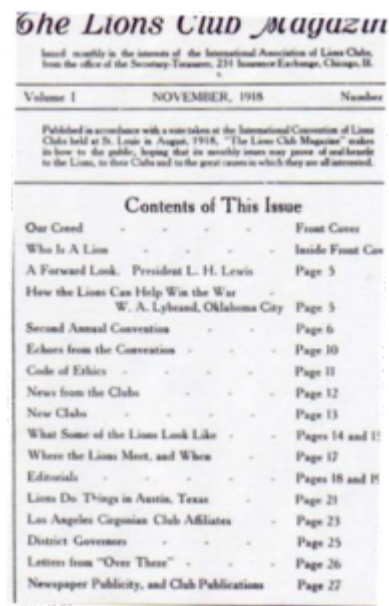 The Lions Club Magazin
Issued monthly in the interests of the International Association of Lions Clubs,
from the office of the Secretary-Treasurer, 231 Insurance Exchange, Chicago, Ill.
Volume I NOVEMBER, 1918 Number
Published in accordance with a vote taken at the International Convention of Lions
Clubs held at St. Louis in August, 1918, "The Lions Club Magazine" makes
its bow to the public, hoping that its monthly issues may prove of real benefit
to the Lions, to their Clubs and to the great causes in which they are all interested.
Contents of This Issue
Our Creed - - - - - Front Cover
Who Is A Lion - - - - Inside Front Cov
A Forward Look. President L. H. Lewis Page 3
How the Lions Can Help Win the War -
W. A. Lybrand, Oklahoma City Page 5
Second Annual Convention - - Page 6
Echoes from the Convention - - - Page 10
Code of Ethics - - - - - Page 11
News from the Clubs - - - Page 12
New Clubs - - - - - Page 13
What Some of the Lions Look Like - - Pages 14 and 15
Where the Lions Meet, and When - Page 17
Editorials - - - - - Pages 18 and 19
Lions Do Things in Austin, Texas - Page 21
Los Angeles Cirgonian Club Affiliates - Page 23
District Governors - - - - Page 25
Letters from "Over There" - - - Page 26
Newspaper Publicity, and Club Publications Page 27